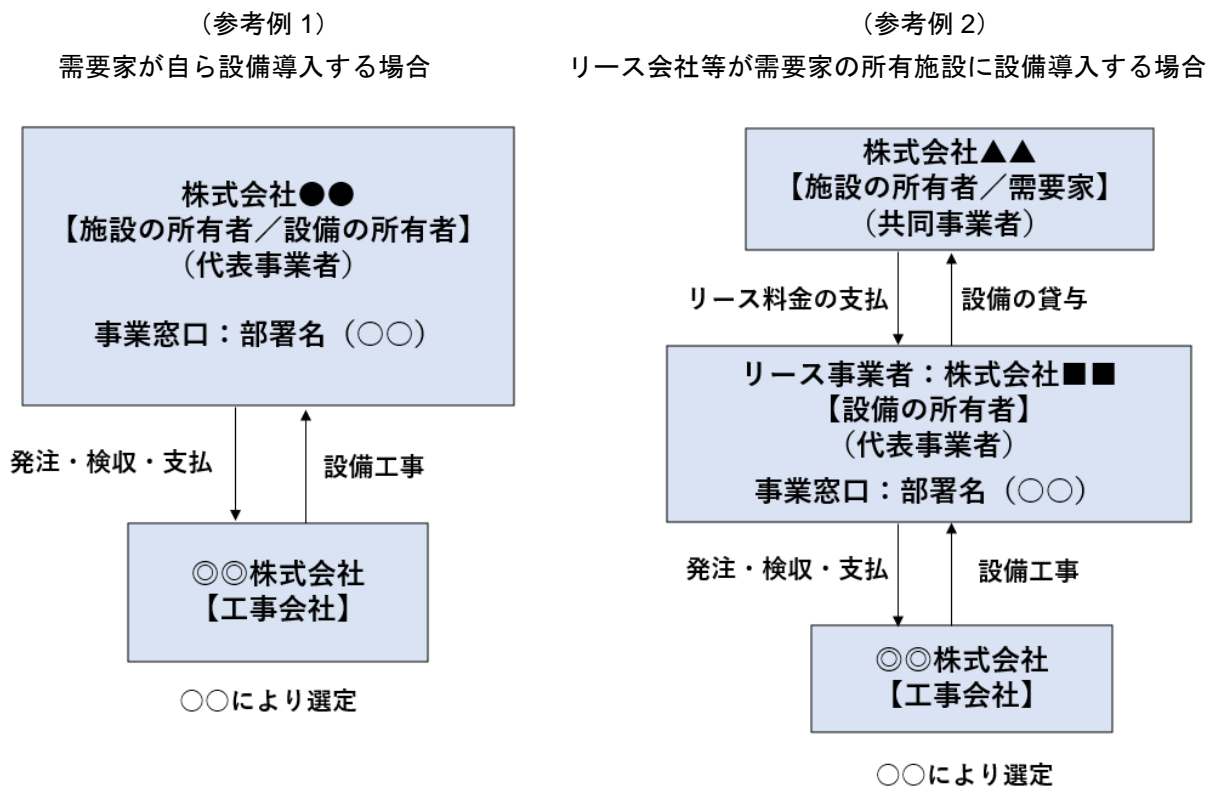 （参考例 1）
需要家が自ら設備導入する場合
株式会社●●
【施設の所有者／設備の所有者】
（代表事業者）
事業窓口：部署名（○○）
発注・検収・支払
設備工事
◎◎株式会社
【工事会社】
○○により選定
（参考例 2）
リース会社等が需要家の所有施設に設備導入する場合
株式会社▲▲
【施設の所有者／需要家】
（共同事業者）
リース料金の支払
設備の貸与
リース事業者：株式会社■■
【設備の所有者】
（代表事業者）
事業窓口：部署名（○○）
発注・検収・支払
設備工事
◎◎株式会社
【工事会社】
○○により選定